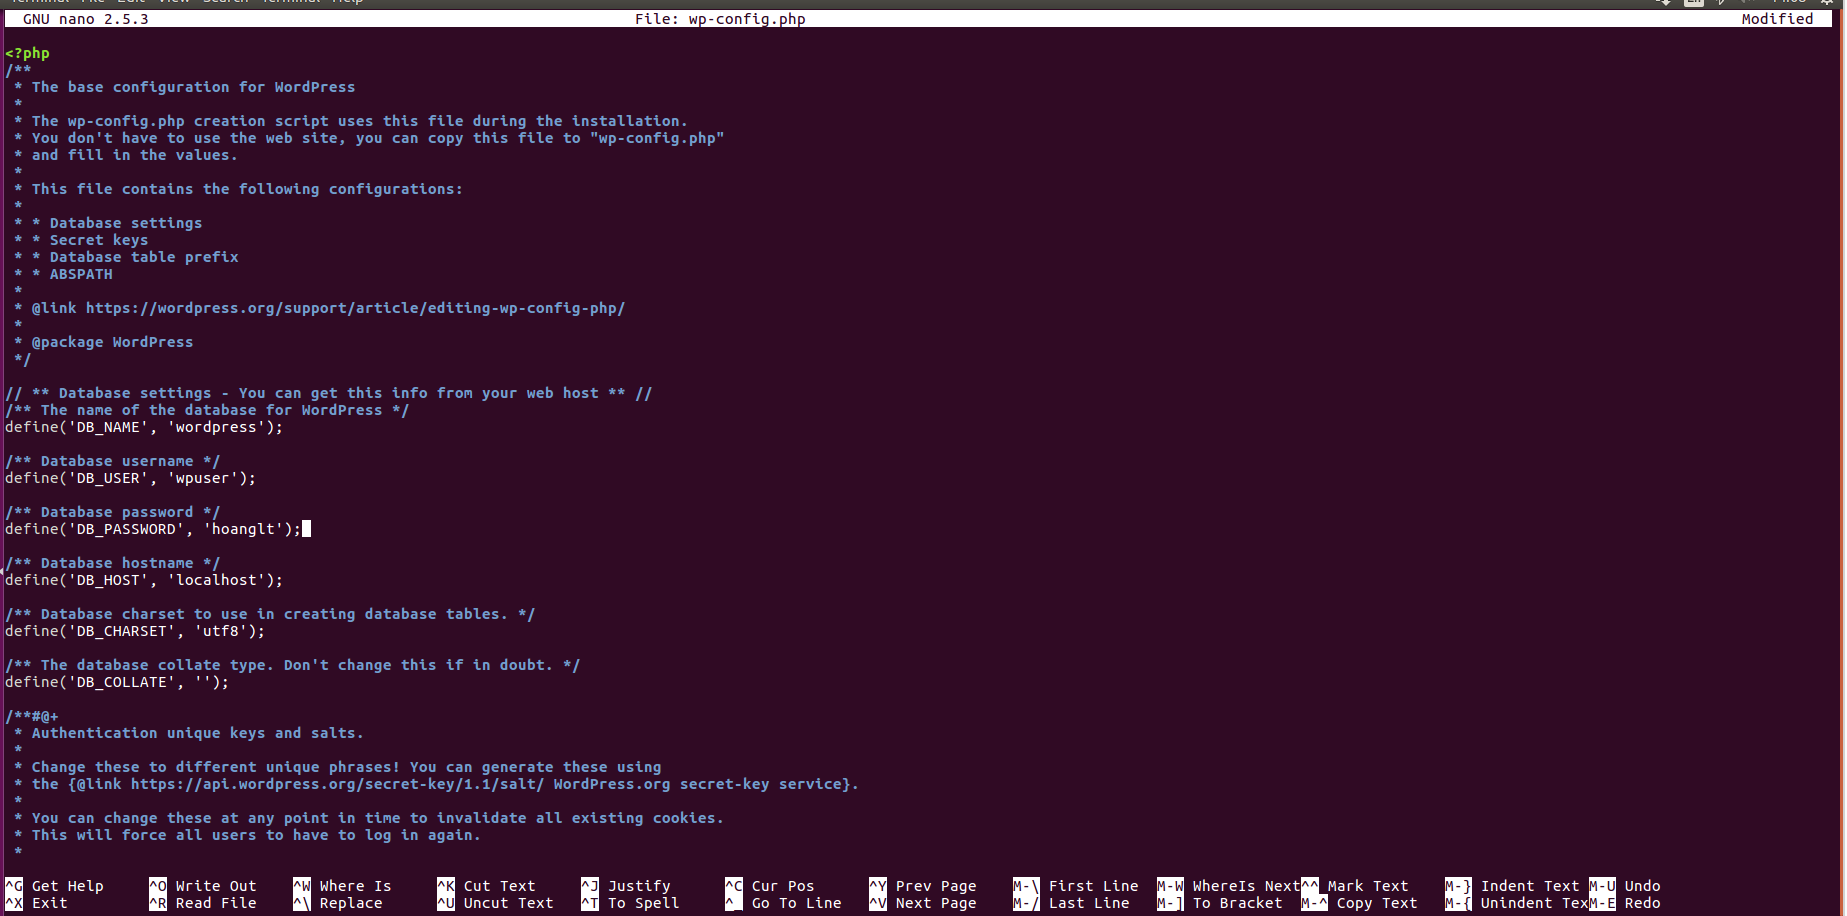 GNU nano 2.5.3 File: wp-config.php Modified
<?php
/**
 * The base configuration for WordPress
 *
 * The wp-config.php creation script uses this file during the installation.
 * You don't have to use the web site, you can copy this file to "wp-config.php"
 * and fill in the values.
 *
 * This file contains the following configurations:
 *
 * * Database settings
 * * Secret keys
 * * Database table prefix
 * * ABSPATH
 *
 * @link https://wordpress.org/support/article/editing-wp-config-php/
 *
 * @package WordPress
 */
// ** Database settings - You can get this info from your web host ** //
/** The name of the database for WordPress */
define('DB_NAME', 'wordpress');
/** Database username */
define('DB_USER', 'wpuser');
/** Database password */
define('DB_PASSWORD', 'hoanglt');
/** Database hostname */
define('DB_HOST', 'localhost');
/** Database charset to use in creating database tables. */
define('DB_CHARSET', 'utf8');
/** The database collate type. Don't change this if in doubt. */
define('DB_COLLATE', '');
/**#@+
 * Authentication unique keys and salts.
 *
 * Change these to different unique phrases! You can generate these using
 * the {@link https://api.wordpress.org/secret-key/1.1/salt/ WordPress.org secret-key service}.
 *
 * You can change these at any point in time to invalidate all existing cookies.
 * This will force all users to have to log in again.
 *
^G Get Help ^O Write Out ^W Where Is ^K Cut Text ^J Justify ^C Cur Pos ^Y Prev Page M-\ First Line M-W WhereIs Next ^^ Mark Text M-} Indent Text M-U Undo
^X Exit ^R Read File ^\ Replace ^U Uncut Text ^T To Spell ^_ Go To Line ^V Next Page M-/ Last Line M-] To Bracket M-^ Copy Text M-{ Unindent Tex M-E Redo